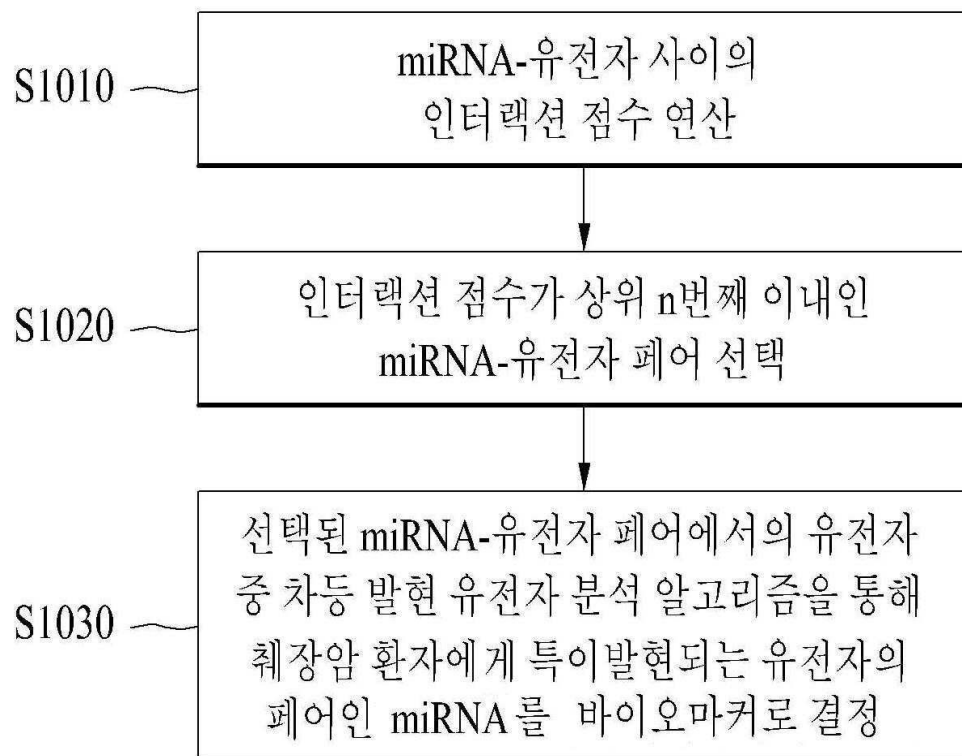 S1010
miRNA-유전자 사이의
인터랙션 점수 연산
S1020
인터랙션 점수가 상위 n번째 이내인
miRNA-유전자 페어 선택
S1030
선택된 miRNA-유전자 페어에서의 유전자
중 차등 발현 유전자 분석 알고리즘을 통해
췌장암 환자에게 특이발현되는 유전자의
페어인 miRNA를 바이오마커로 결정